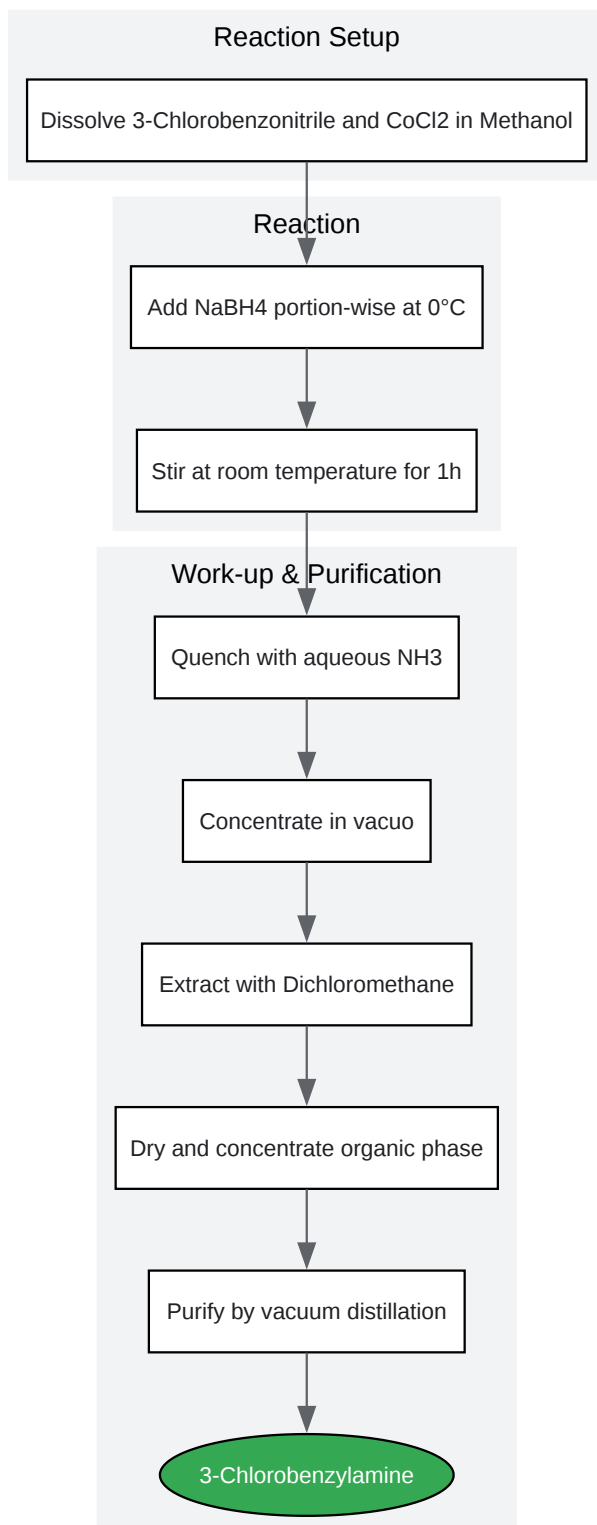 Reaction Setup
Dissolve 3-Chlorobenzonitrile and CoCl2 in Methanol
Reaction
Add NaBH4 portion-wise at 0°C
Stir at room temperature for 1h
Work-up & Purification
Quench with aqueous NH3
Concentrate in vacuo
Extract with Dichloromethane
Dry and concentrate organic phase
Purify by vacuum distillation
3-Chlorobenzylamine